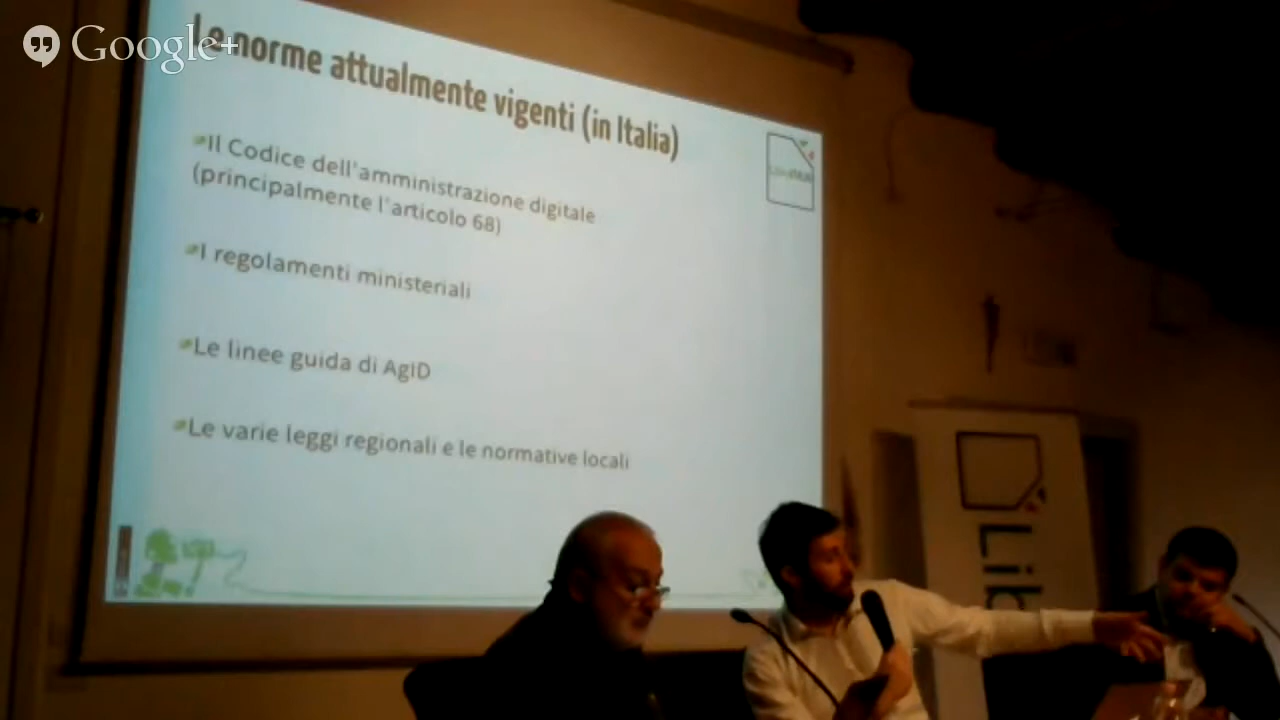 Google+
Le norme attualmente vigenti (in Italia)
Il Codice dell'amministrazione digitale
(principalmente l'articolo 68)
I regolamenti ministeriali
Le linee guida di AgID
Le varie leggi regionali e le normative locali
Lib